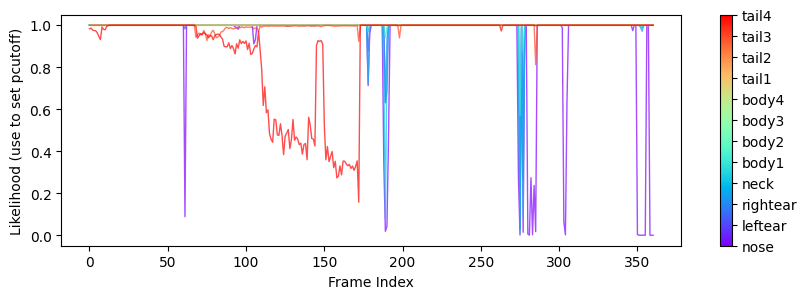 Likelihood (use to set pcutoff)
1.0
0.8
0.6
0.4
0.2
0.0
0
50
100
150
200
250
300
350
Frame Index
tail4
tail3
tail2
tail1
body4
body3
body2
body1
neck
rightear
leftear
nose